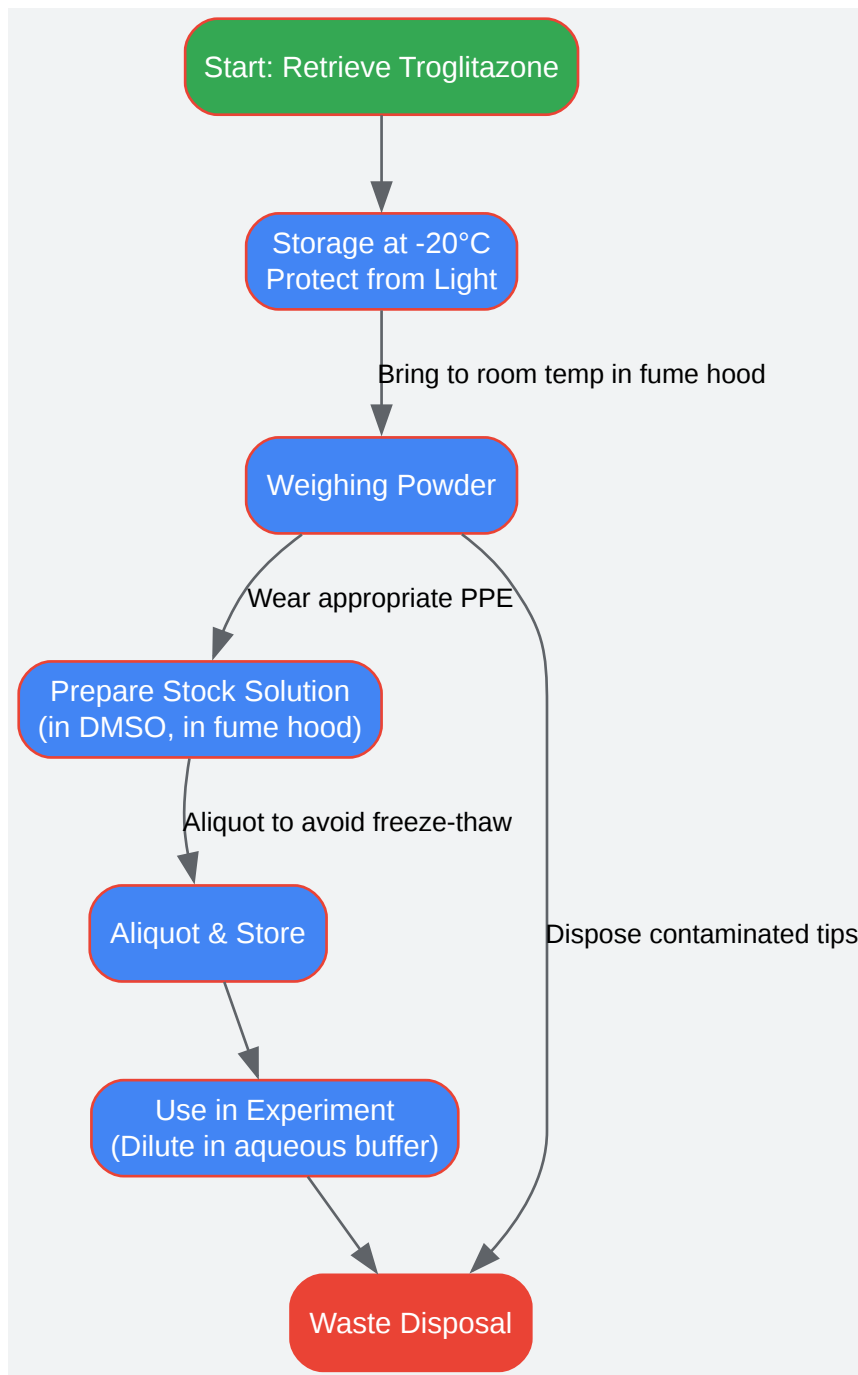 Start: Retrieve Troglitazone
Storage at -20°C
Protect from Light
Bring to room temp in fume hood
Weighing Powder
Wear appropriate PPE
Prepare Stock Solution
(in DMSO, in fume hood)
Aliquot to avoid freeze-thaw
Aliquot & Store
Dispose contaminated tips
Use in Experiment
(Dilute in aqueous buffer)
Waste Disposal